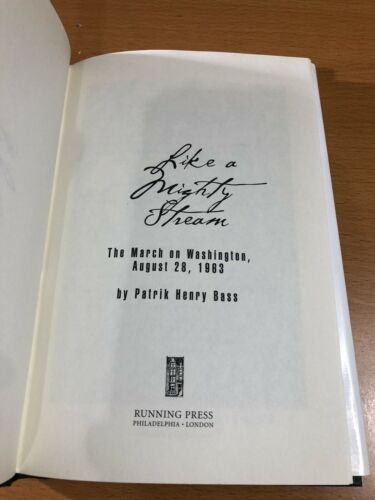 Like a
Mighty
Stream
The March on Washington,
August 28, 1963
by Patrik Henry Bass
RUNNING PRESS
PHILADELPHIA • LONDON